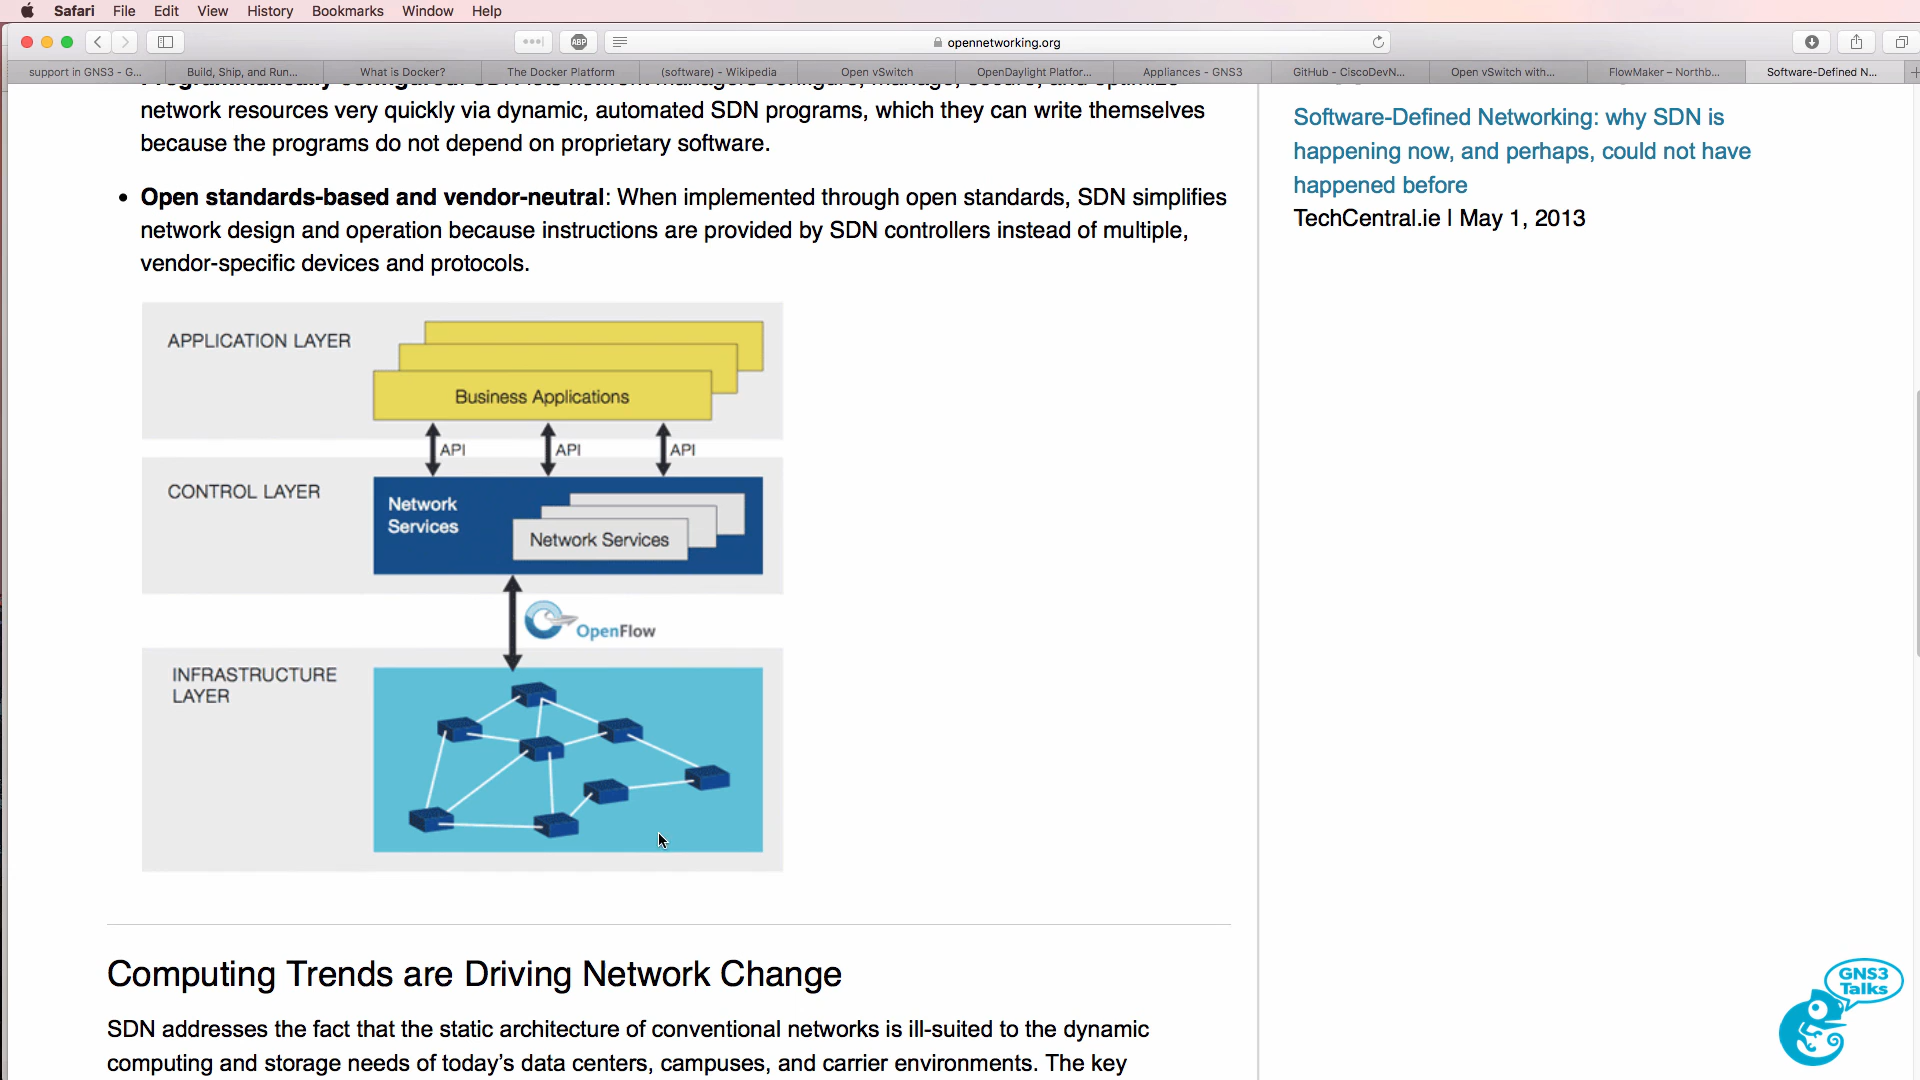 Safari File Edit View History Bookmarks Window Help
ABP
opennetworking.org
support in GNS3 - G... Build, Ship, and Run... What is Docker? The Docker Platform (software) - Wikipedia Open vSwitch OpenDaylight Platfor... Appliances - GNS3 GitHub - CiscoDevN... Open vSwitch with... FlowMaker – Northb... Software-Defined N...
network resources very quickly via dynamic, automated SDN programs, which they can write themselves
because the programs do not depend on proprietary software.
• Open standards-based and vendor-neutral: When implemented through open standards, SDN simplifies
network design and operation because instructions are provided by SDN controllers instead of multiple,
vendor-specific devices and protocols.
APPLICATION LAYER
Business Applications
API API API
CONTROL LAYER
Network
Services
Network Services
OpenFlow
INFRASTRUCTURE
LAYER
Computing Trends are Driving Network Change
SDN addresses the fact that the static architecture of conventional networks is ill-suited to the dynamic
computing and storage needs of today's data centers, campuses, and carrier environments. The key
Software-Defined Networking: why SDN is
happening now, and perhaps, could not have
happened before
TechCentral.ie | May 1, 2013
GNS3
Talks